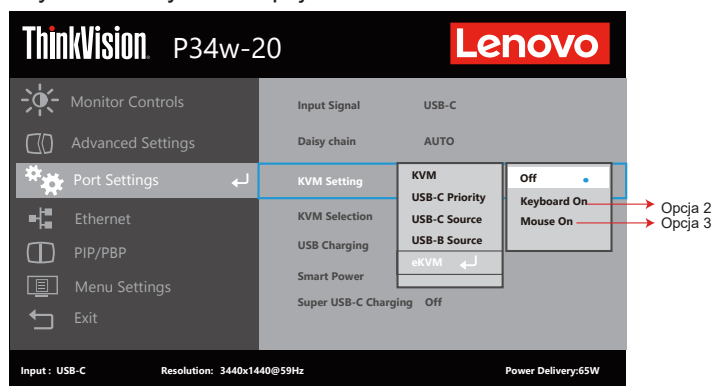 ThinkVision. P34w-20 Lenovo
Monitor Controls
Advanced Settings
Port Settings
Ethernet
PIP/PBP
Menu Settings
Exit
Input Signal USB-C
Daisy chain AUTO
KVM Setting
KVM Selection
USB Charging
Smart Power
Super USB-C Charging Off
KVM
USB-C Priority
USB-C Source
USB-B Source
eKVM
Off
Keyboard On
Mouse On
Opcja 2
Opcja 3
Input : USB-C Resolution: 3440x1440@59Hz Power Delivery:65W